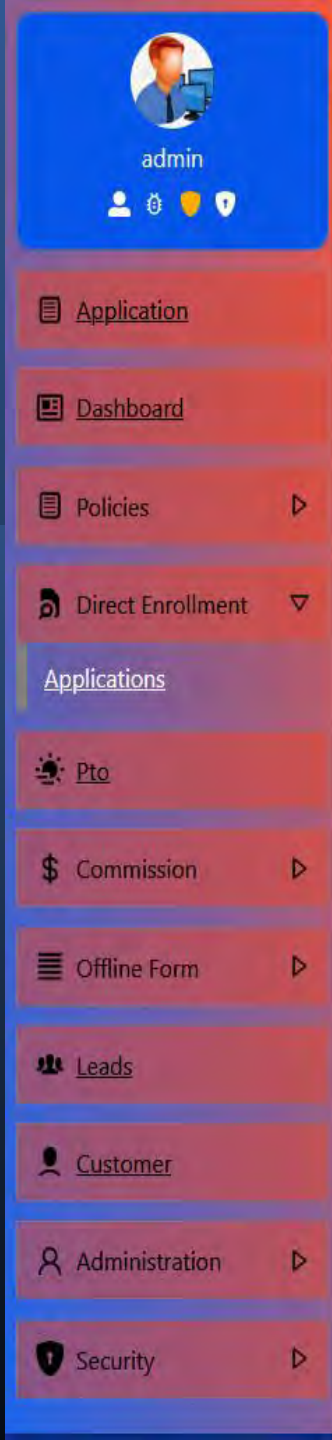 admin
Application
Dashboard
Policies
Direct Enrollment
Applications
Pto
Commission
Offline Form
Leads
Customer
Administration
Security